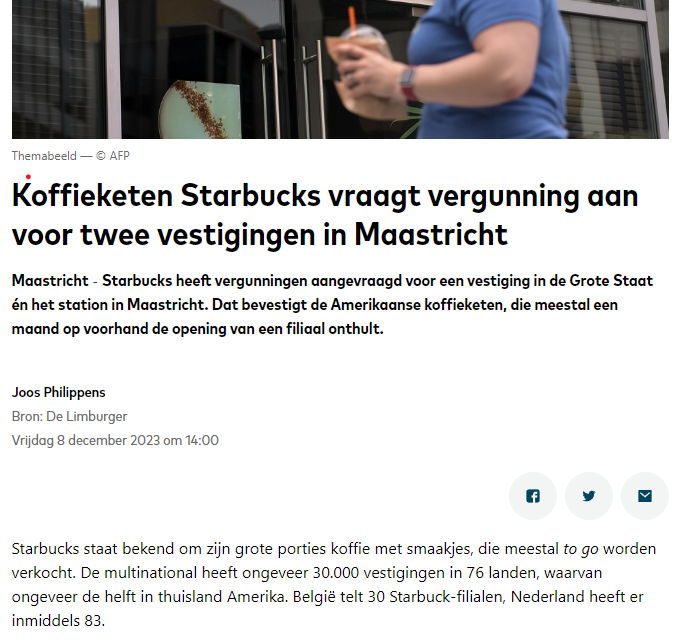 Themabeeld — © AFP
Koffieketen Starbucks vraagt vergunning aan
voor twee vestigingen in Maastricht
Maastricht - Starbucks heeft vergunningen aangevraagd voor een vestiging in de Grote Staat
én het station in Maastricht. Dat bevestigt de Amerikaanse koffieketen, die meestal een
maand op voorhand de opening van een filiaal onthult.
Joos Philippens
Bron: De Limburger
Vrijdag 8 december 2023 om 14:00
Starbucks staat bekend om zijn grote porties koffie met smaakjes, die meestal to go worden
verkocht. De multinational heeft ongeveer 30.000 vestigingen in 76 landen, waarvan
ongeveer de helft in thuisland Amerika. België telt 30 Starbuck-filialen, Nederland heeft er
inmiddels 83.